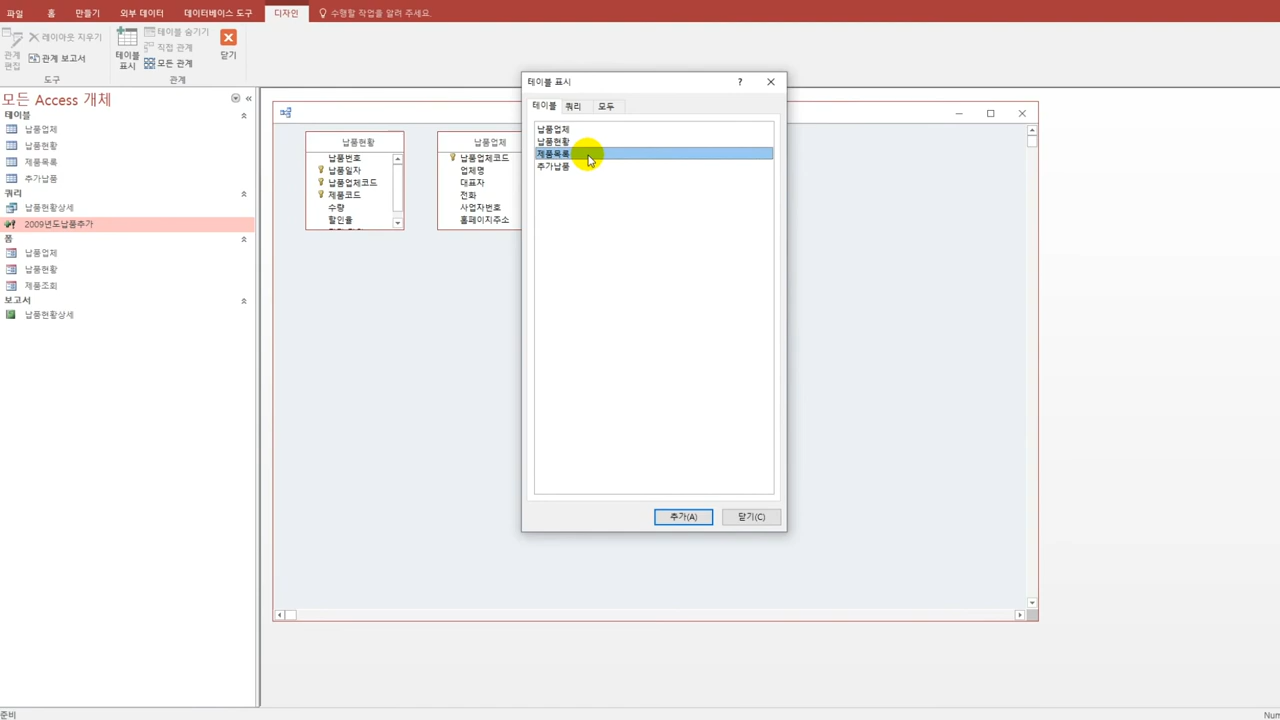 파일 홈 만들기 외부 데이터 데이터베이스 도구 디자인 수행할 작업을 알려 주세요.
관계 편집
레이아웃 지우기
관계 보고서
도구
테이블 표시
테이블 숨기기
직접 관계
모든 관계
관계
닫기
모든 Access 개체
테이블
납품업체
납품현황
제품목록
추가납품
쿼리
납품현황상세
2009년도납품추가
폼
납품업체
납품현황
제품조회
보고서
납품현황상세
납품현황
납품번호
납품일자
납품업체코드
제품코드
수량
할인율
납품업체
납품업체코드
업체명
대표자
전화
사업자번호
홈페이지주소
테이블 표시
?
테이블 쿼리 모두
납품업체
납품현황
제품목록
추가납품
추가(A) 닫기(C)
준비
Num